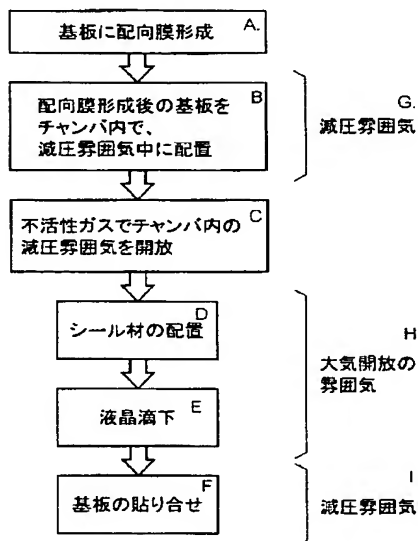 基板に配向膜形成 A.
配向膜形成後の基板を B
チャンバ内で、
減圧雰囲気中に配置
G.
減圧雰囲気
不活性ガスでチャンバ内の C
減圧雰囲気を開放
D
シール材の配置
H
大気開放の
雰囲気
E
液晶滴下
F
基板の貼り合せ
I
減圧雰囲気